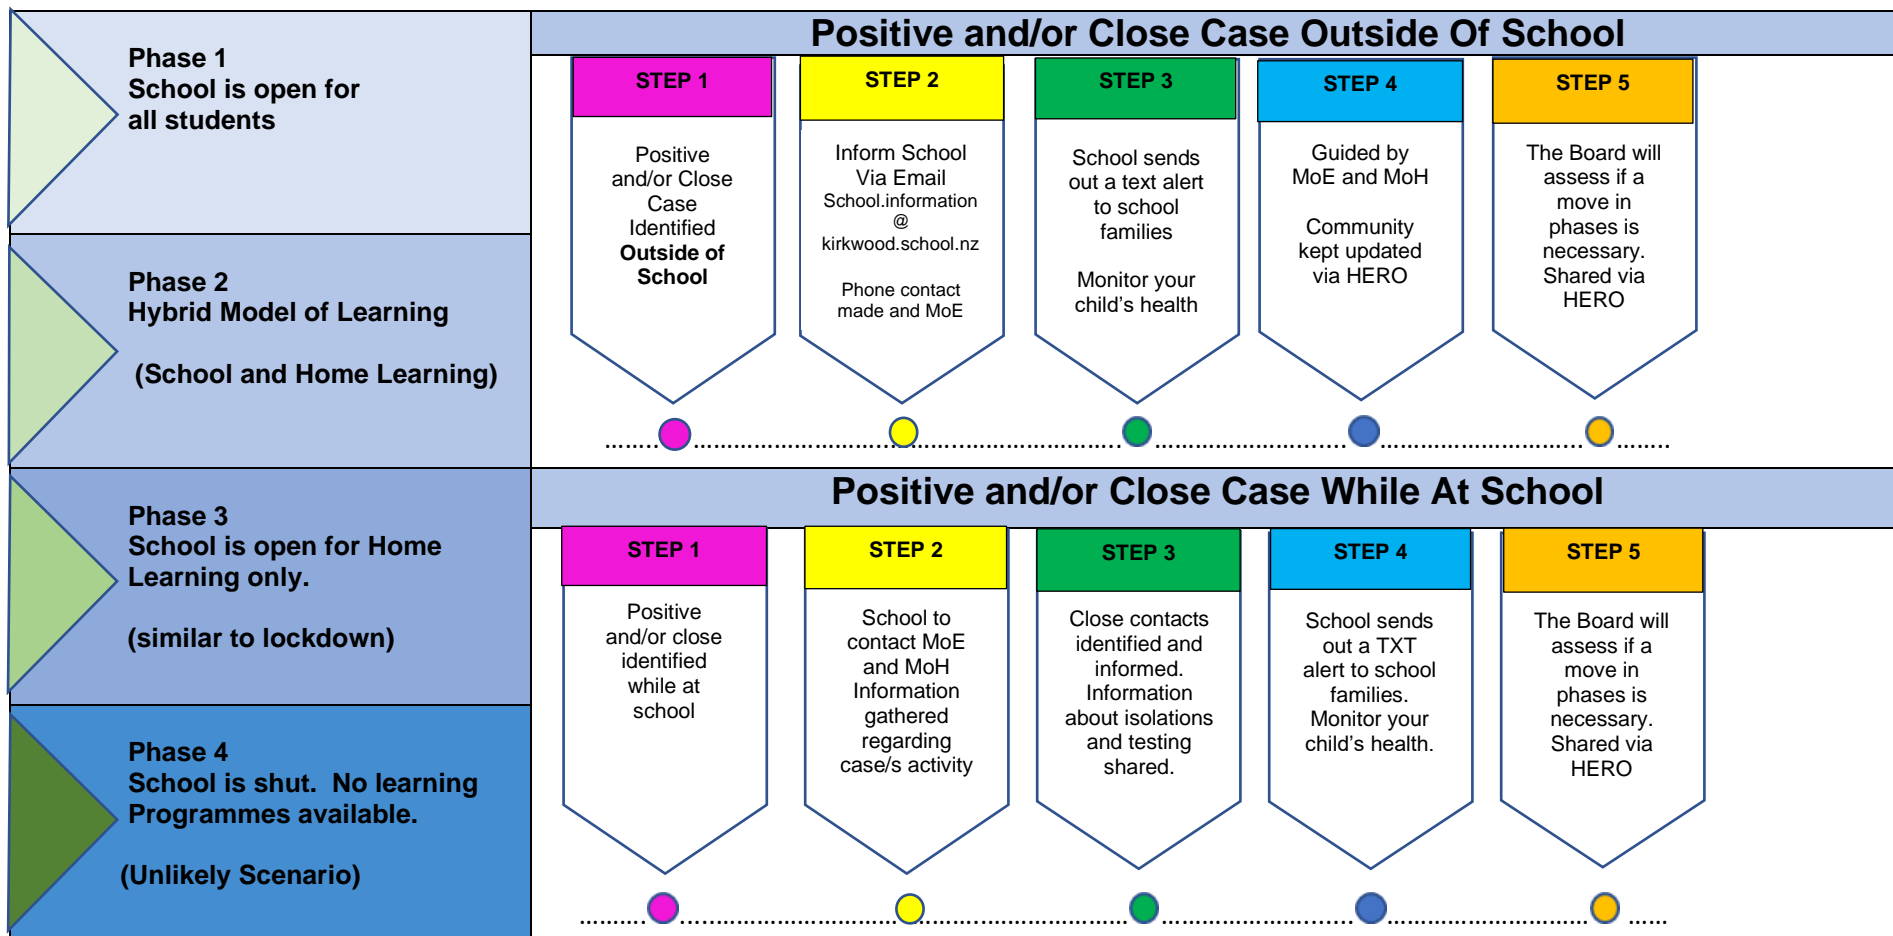 Phase 1
School is open for
all students
Phase 2
Hybrid Model of Learning
(School and Home Learning)
Phase 3
School is open for Home
Learning only.
(similar to lockdown)
Phase 4
School is shut.  No learning
Programmes available.
(Unlikely Scenario)
Positive and/or Close Case Outside Of School
STEP 1
Positive
and/or Close
Case
Identified
Outside of
School
STEP 2
Inform School
Via Email
School.information
@
kirkwood.school.nz
Phone contact
made and MoE
STEP 3
School sends
out a text alert
to school
families
Monitor your
child's health
STEP 4
Guided by
MoE and MoH
Community
kept updated
via HERO
STEP 5
The Board will
assess if a
move in
phases is
necessary.
Shared via
HERO
Positive and/or Close Case While At School
STEP 1
Positive
and/or close
identified
while at
school
STEP 2
School to
contact MoE
and MoH
Information
gathered
regarding
case/s activity
STEP 3
Close contacts
identified and
informed.
Information
about isolations
and testing
shared.
STEP 4
School sends
out a TXT
alert to school
families.
Monitor your
child's health.
STEP 5
The Board will
assess if a
move in
phases is
necessary.
Shared via
HERO